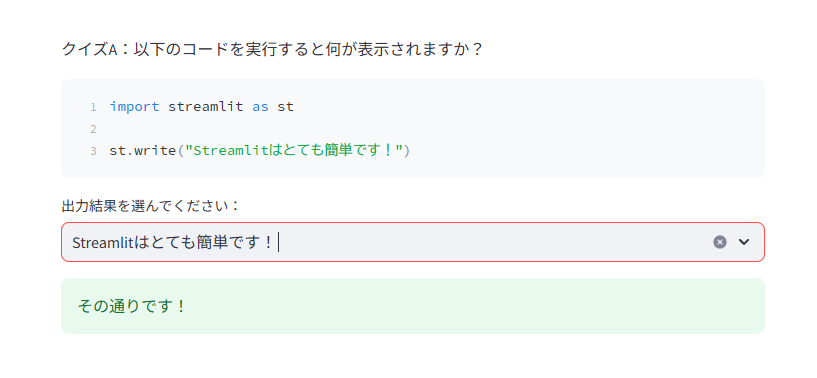 クイズA：以下のコードを実行すると何が表示されますか？
1 import streamlit as st
2
3 st.write("Streamlitはとても簡単です！")
出力結果を選んでください：
Streamlitはとても簡単です！
その通りです！